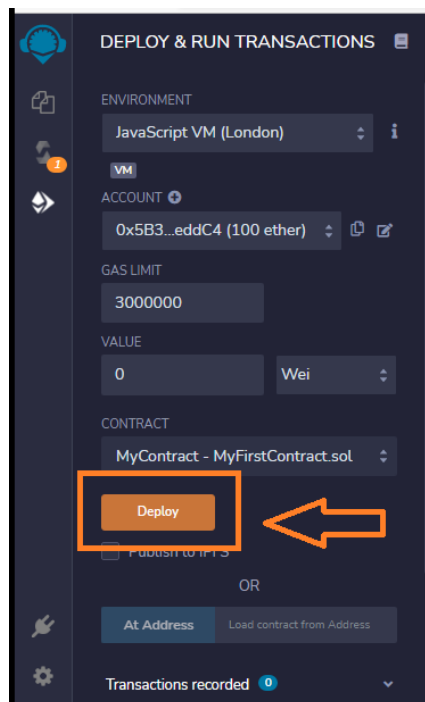 DEPLOY & RUN TRANSACTIONS
ENVIRONMENT
JavaScript VM (London)
i
VM
1
ACCOUNT
0x5B3...eddC4 (100 ether)
GAS LIMIT
3000000
VALUE
0 Wei
CONTRACT
MyContract - MyFirstContract.sol
Deploy
Publish to IPFS
OR
At Address Load contract from Address
Transactions recorded 0